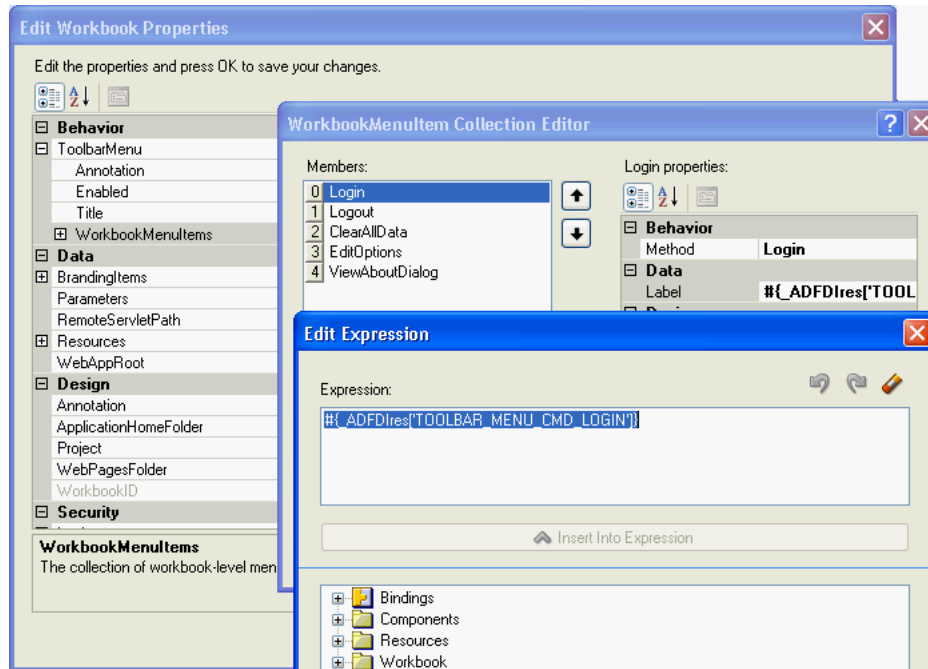 Edit Workbook Properties
Edit the properties and press OK to save your changes.
Behavior
ToolbarMenu
Annotation
Enabled
Title
WorkbookMenuItems
Data
BrandingItems
Parameters
RemoteServletPath
Resources
WebAppRoot
Design
Annotation
ApplicationHomeFolder
Project
WebPagesFolder
WorkbookID
Security
WorkbookMenuItems
The collection of workbook-level men
WorkbookMenuItem Collection Editor
Members:
0 Login
1 Logout
2 ClearAllData
3 EditOptions
4 ViewAboutDialog
Login properties:
Behavior
Method Login
Data
Label #{_ADFDIres['TOOL
Edit Expression
Expression:
#{_ADFDIres['TOOLBAR_MENU_CMD_LOGIN']}
Insert Into Expression
Bindings
Components
Resources
Workbook